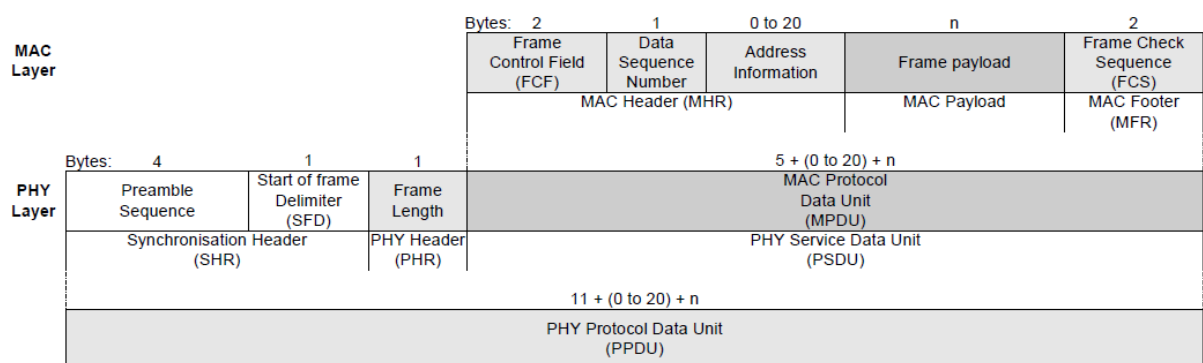 Bytes: 2 1 0 to 20 n 2
MAC
Layer
Frame
Control Field
(FCF)
Data
Sequence
Number
Address
Information
Frame payload
Frame Check
Sequence
(FCS)
MAC Header (MHR)
MAC Payload
MAC Footer
(MFR)
Bytes: 4 1 1 5 + (0 to 20) + n
PHY
Layer
Preamble
Sequence
Start of frame
Delimiter
(SFD)
Frame
Length
MAC Protocol
Data Unit
(MPDU)
Synchronisation Header
(SHR)
PHY Header
(PHR)
PHY Service Data Unit
(PSDU)
11 + (0 to 20) + n
PHY Protocol Data Unit
(PPDU)